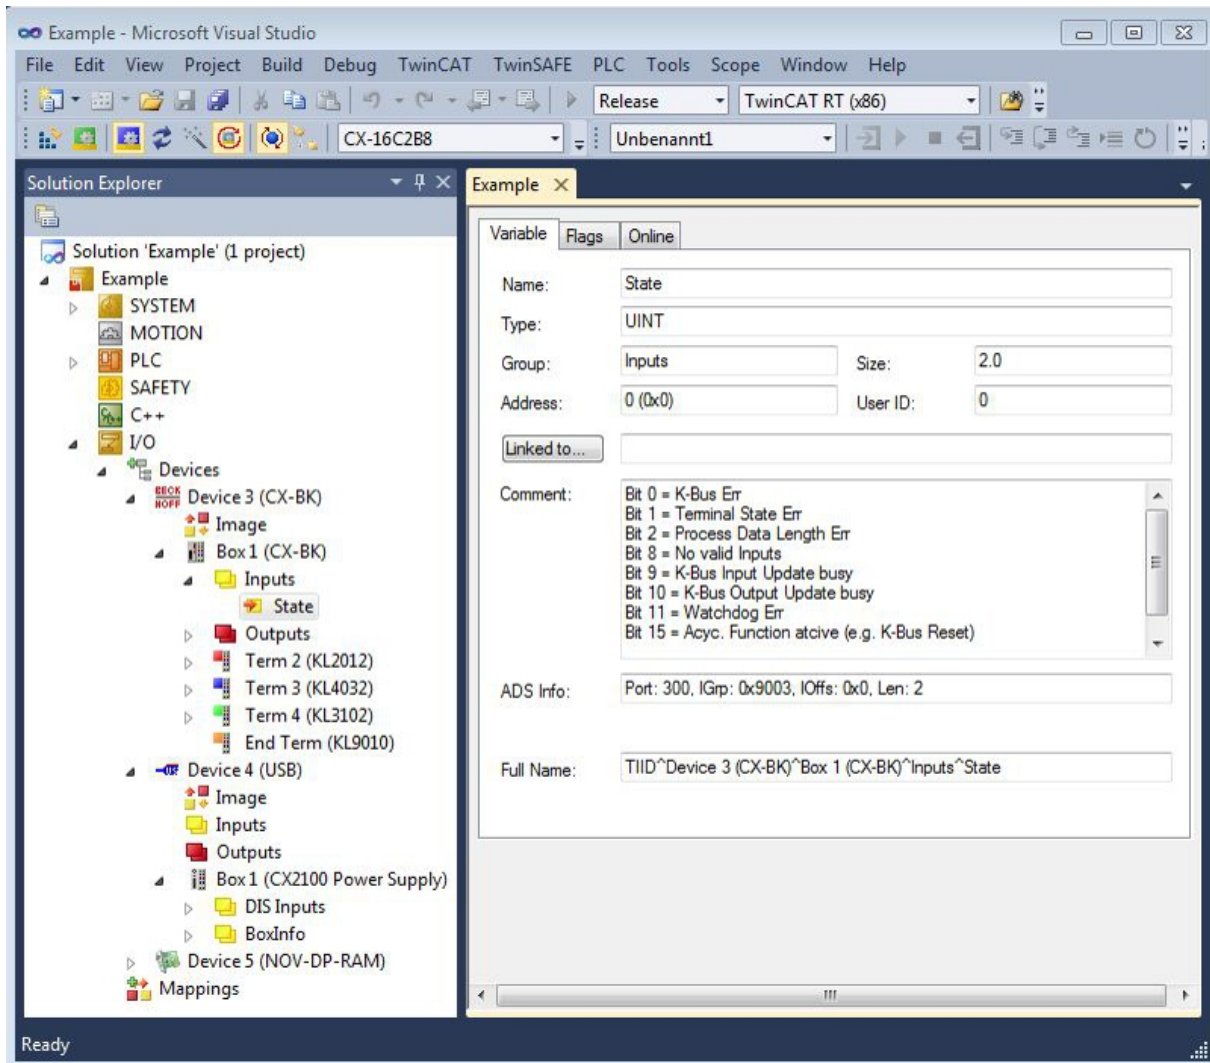 Example - Microsoft Visual Studio
File Edit View Project Build Debug TwinCAT TwinSAFE PLC Tools Scope Window Help
Release TwinCAT RT (x86)
CX-16C2B8 Unbenannt1
Solution Explorer
Solution 'Example' (1 project)
Example
SYSTEM
MOTION
PLC
SAFETY
C++
I/O
Devices
BECK
HOFF
Device 3 (CX-BK)
Image
Box 1 (CX-BK)
Inputs
State
Outputs
Term 2 (KL2012)
Term 3 (KL4032)
Term 4 (KL3102)
End Term (KL9010)
Device 4 (USB)
Image
Inputs
Outputs
Box 1 (CX2100 Power Supply)
DIS Inputs
BoxInfo
Device 5 (NOV-DP-RAM)
Mappings
Example
Variable Flags Online
Name: State
Type: UINT
Group: Inputs Size: 2.0
Address: 0 (0x0) User ID: 0
Linked to...
Comment: Bit 0 = K-Bus Err
Bit 1 = Terminal State Err
Bit 2 = Process Data Length Err
Bit 8 = No valid Inputs
Bit 9 = K-Bus Input Update busy
Bit 10 = K-Bus Output Update busy
Bit 11 = Watchdog Err
Bit 15 = Acyc. Function atcive (e.g. K-Bus Reset)
ADS Info: Port: 300, IGrp: 0x9003, IOffs: 0x0, Len: 2
Full Name: TIID^Device 3 (CX-BK)^Box 1 (CX-BK)^Inputs^State
Ready